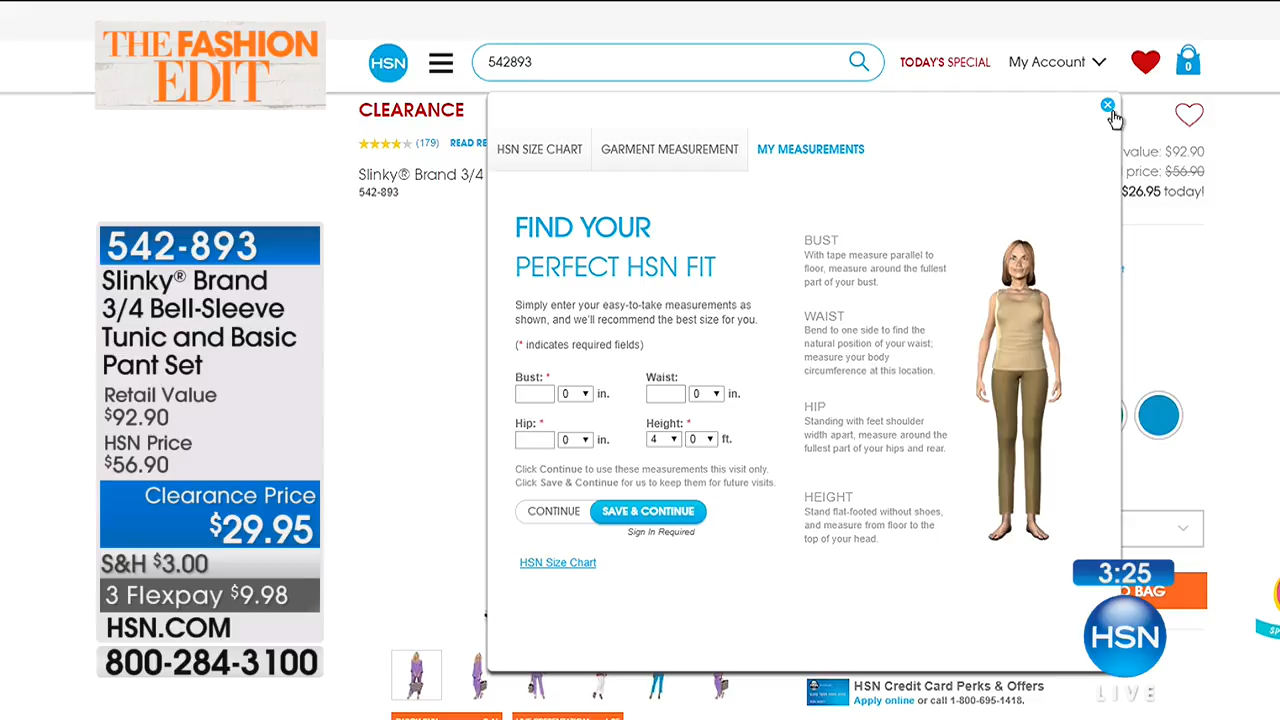 THE FASHION
EDIT
HSN
542893
TODAY'S SPECIAL
My Account
0
CLEARANCE
(179) READ RE
Slinky® Brand 3/4
542-893
value: $92.90
price: $56.90
$26.95 today!
HSN SIZE CHART
GARMENT MEASUREMENT
MY MEASUREMENTS
FIND YOUR
PERFECT HSN FIT
Simply enter your easy-to-take measurements as
shown, and we'll recommend the best size for you.
(* indicates required fields)
Bust: *
0 in.
Waist:
0 in.
Hip: *
0 in.
Height: *
4 0 ft.
Click Continue to use these measurements this visit only.
Click Save & Continue for us to keep them for future visits.
CONTINUE
SAVE & CONTINUE
Sign In Required
HSN Size Chart
BUST
With tape measure parallel to
floor, measure around the fullest
part of your bust.
WAIST
Bend to one side to find the
natural position of your waist;
measure your body
circumference at this location.
HIP
Standing with feet shoulder
width apart, measure around the
fullest part of your hips and rear.
HEIGHT
Stand flat-footed without shoes,
and measure from floor to the
top of your head.
542-893
Slinky® Brand
3/4 Bell-Sleeve
Tunic and Basic
Pant Set
Retail Value
$92.90
HSN Price
$56.90
Clearance Price
$29.95
S&H $3.00
3 Flexpay $9.98
HSN.COM
800-284-3100
3:25
BAG
HSN
LIVE
HSN Credit Card Perks & Offers
Apply online or call 1-800-695-1418.